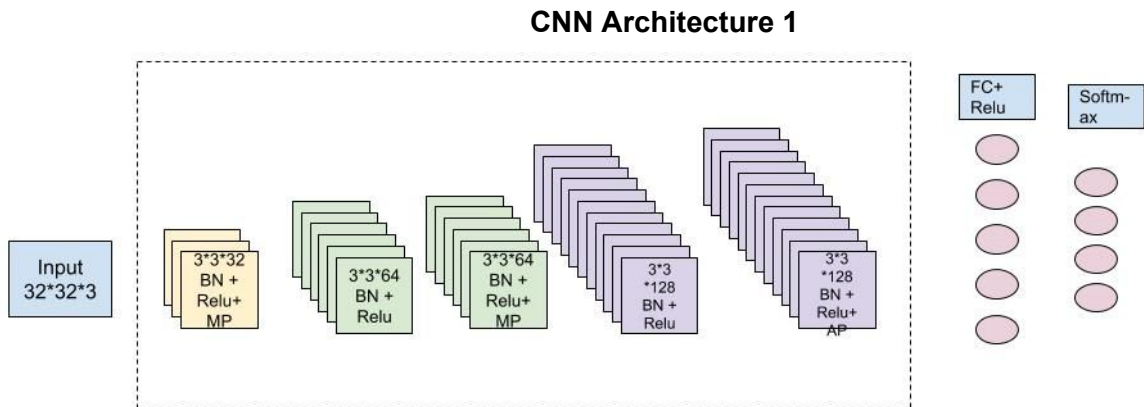 CNN Architecture 1
Input
32*32*3
3*3*32
BN +
Relu+
MP
3*3*64
BN +
Relu
3*3*64
BN +
Relu+
MP
3*3
*128
BN +
Relu
3*3
*128
BN +
Relu+
AP
FC+
Relu
Softm-
ax